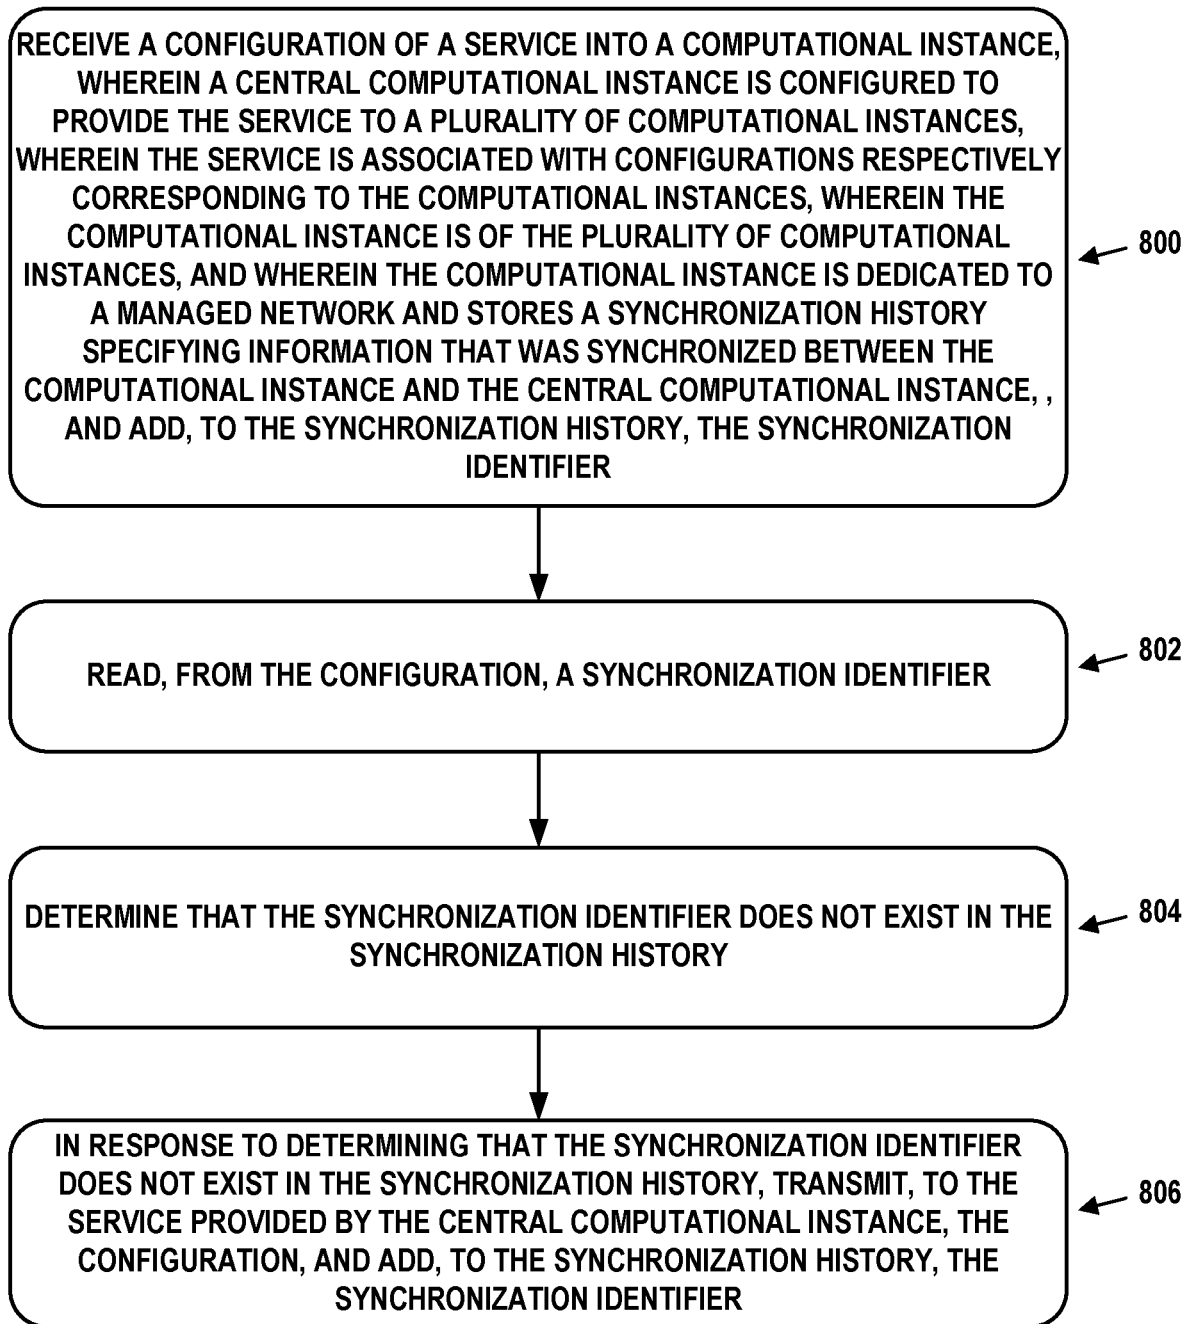 RECEIVE A CONFIGURATION OF A SERVICE INTO A COMPUTATIONAL INSTANCE,
WHEREIN A CENTRAL COMPUTATIONAL INSTANCE IS CONFIGURED TO
PROVIDE THE SERVICE TO A PLURALITY OF COMPUTATIONAL INSTANCES,
WHEREIN THE SERVICE IS ASSOCIATED WITH CONFIGURATIONS RESPECTIVELY
CORRESPONDING TO THE COMPUTATIONAL INSTANCES, WHEREIN THE
COMPUTATIONAL INSTANCE IS OF THE PLURALITY OF COMPUTATIONAL
INSTANCES, AND WHEREIN THE COMPUTATIONAL INSTANCE IS DEDICATED TO
A MANAGED NETWORK AND STORES A SYNCHRONIZATION HISTORY
SPECIFYING INFORMATION THAT WAS SYNCHRONIZED BETWEEN THE
COMPUTATIONAL INSTANCE AND THE CENTRAL COMPUTATIONAL INSTANCE, ,
AND ADD, TO THE SYNCHRONIZATION HISTORY, THE SYNCHRONIZATION
IDENTIFIER
800
READ, FROM THE CONFIGURATION, A SYNCHRONIZATION IDENTIFIER
802
DETERMINE THAT THE SYNCHRONIZATION IDENTIFIER DOES NOT EXIST IN THE
SYNCHRONIZATION HISTORY
804
IN RESPONSE TO DETERMINING THAT THE SYNCHRONIZATION IDENTIFIER
DOES NOT EXIST IN THE SYNCHRONIZATION HISTORY, TRANSMIT, TO THE
SERVICE PROVIDED BY THE CENTRAL COMPUTATIONAL INSTANCE, THE
CONFIGURATION, AND ADD, TO THE SYNCHRONIZATION HISTORY, THE
SYNCHRONIZATION IDENTIFIER
806